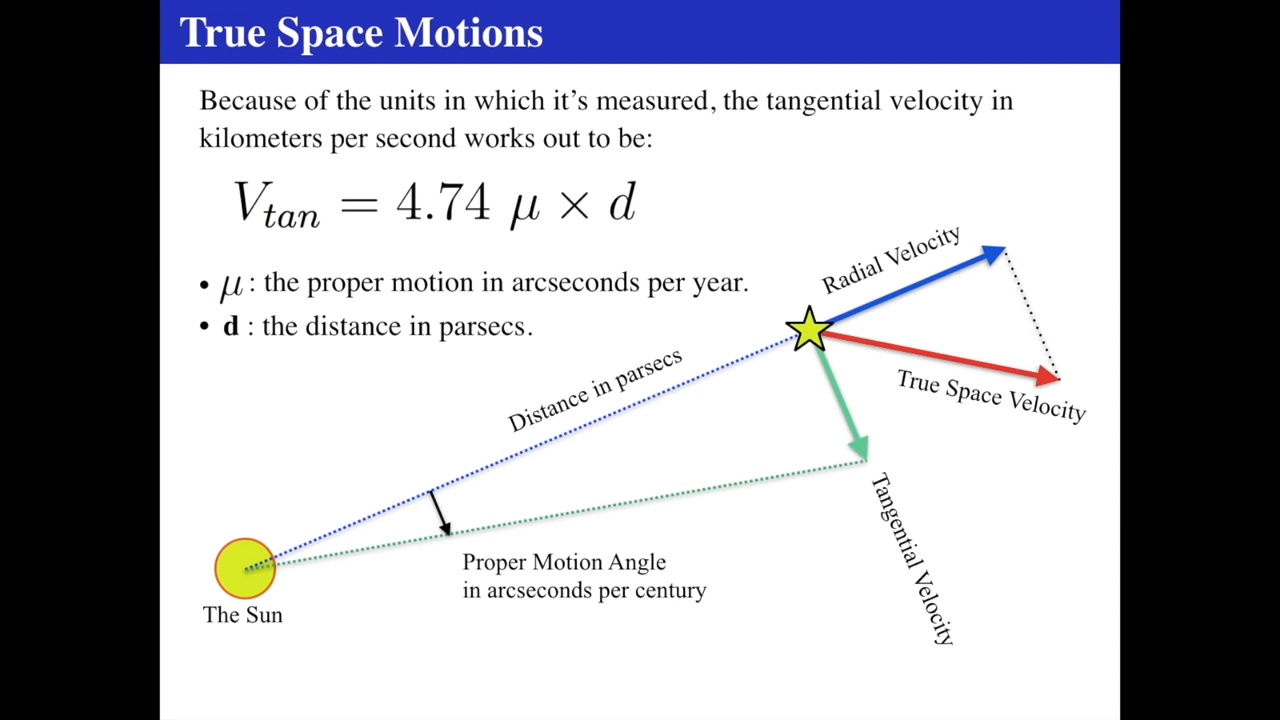 True Space Motions
Because of the units in which it’s measured, the tangential velocity in
kilometers per second works out to be:
V_tan = 4.74 μ × d
• μ : the proper motion in arcseconds per year.
• d : the distance in parsecs.
Radial Velocity
True Space Velocity
Distance in parsecs
Tangential Velocity
Proper Motion Angle
in arcseconds per century
The Sun